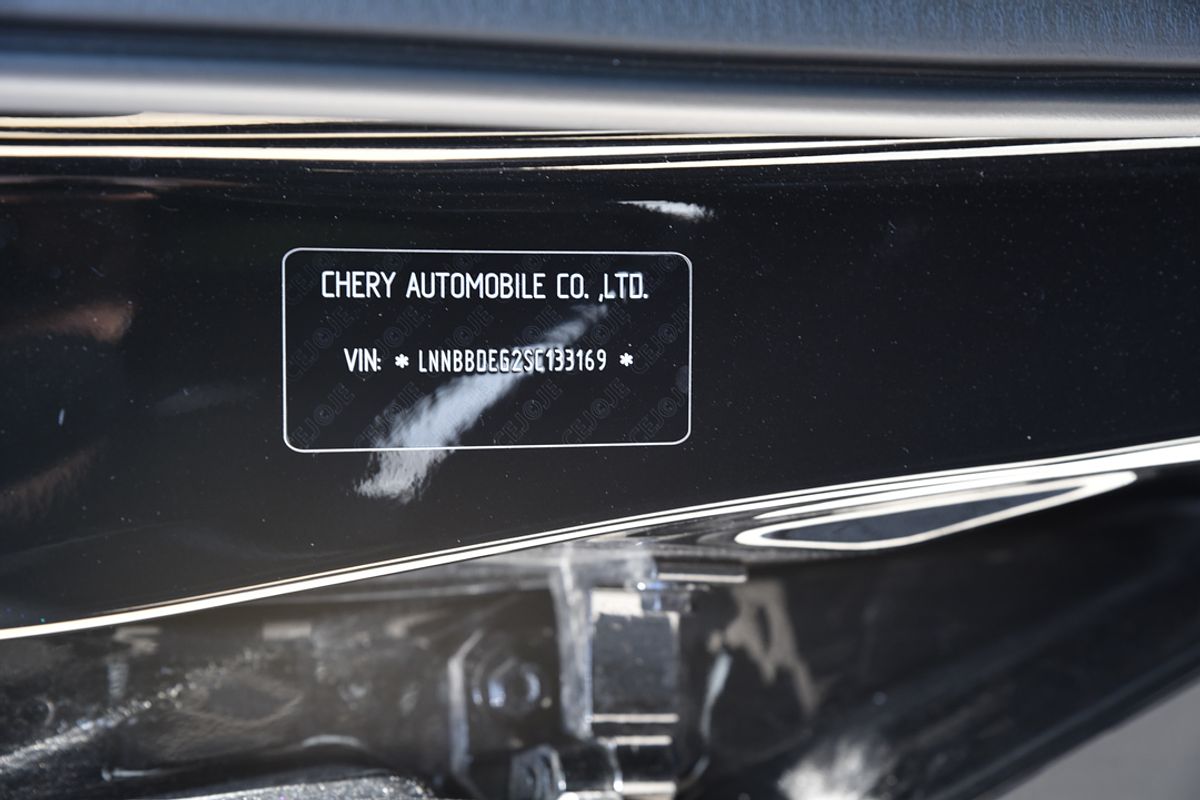 CHERY AUTOMOBILE CO. ,LTD.
VIN: * LNNBBDEG2SC133169 *